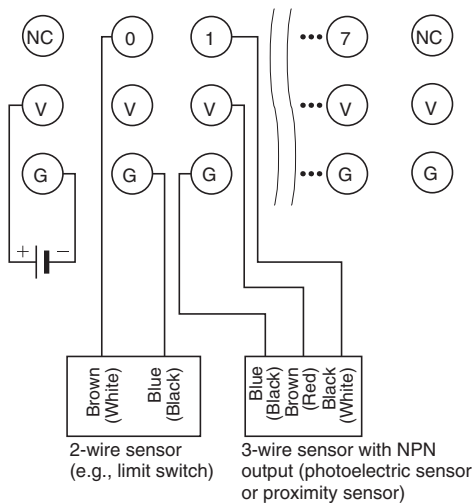 NC 0 1 ••• 7 NC
V V V ••• V V
G G G ••• G G
+ −
Brown
(White)
Blue
(Black)
Blue
(Black)
Brown
(Red)
Black
(White)
2-wire sensor
(e.g., limit switch)
3-wire sensor with NPN
output (photoelectric sensor
or proximity sensor)